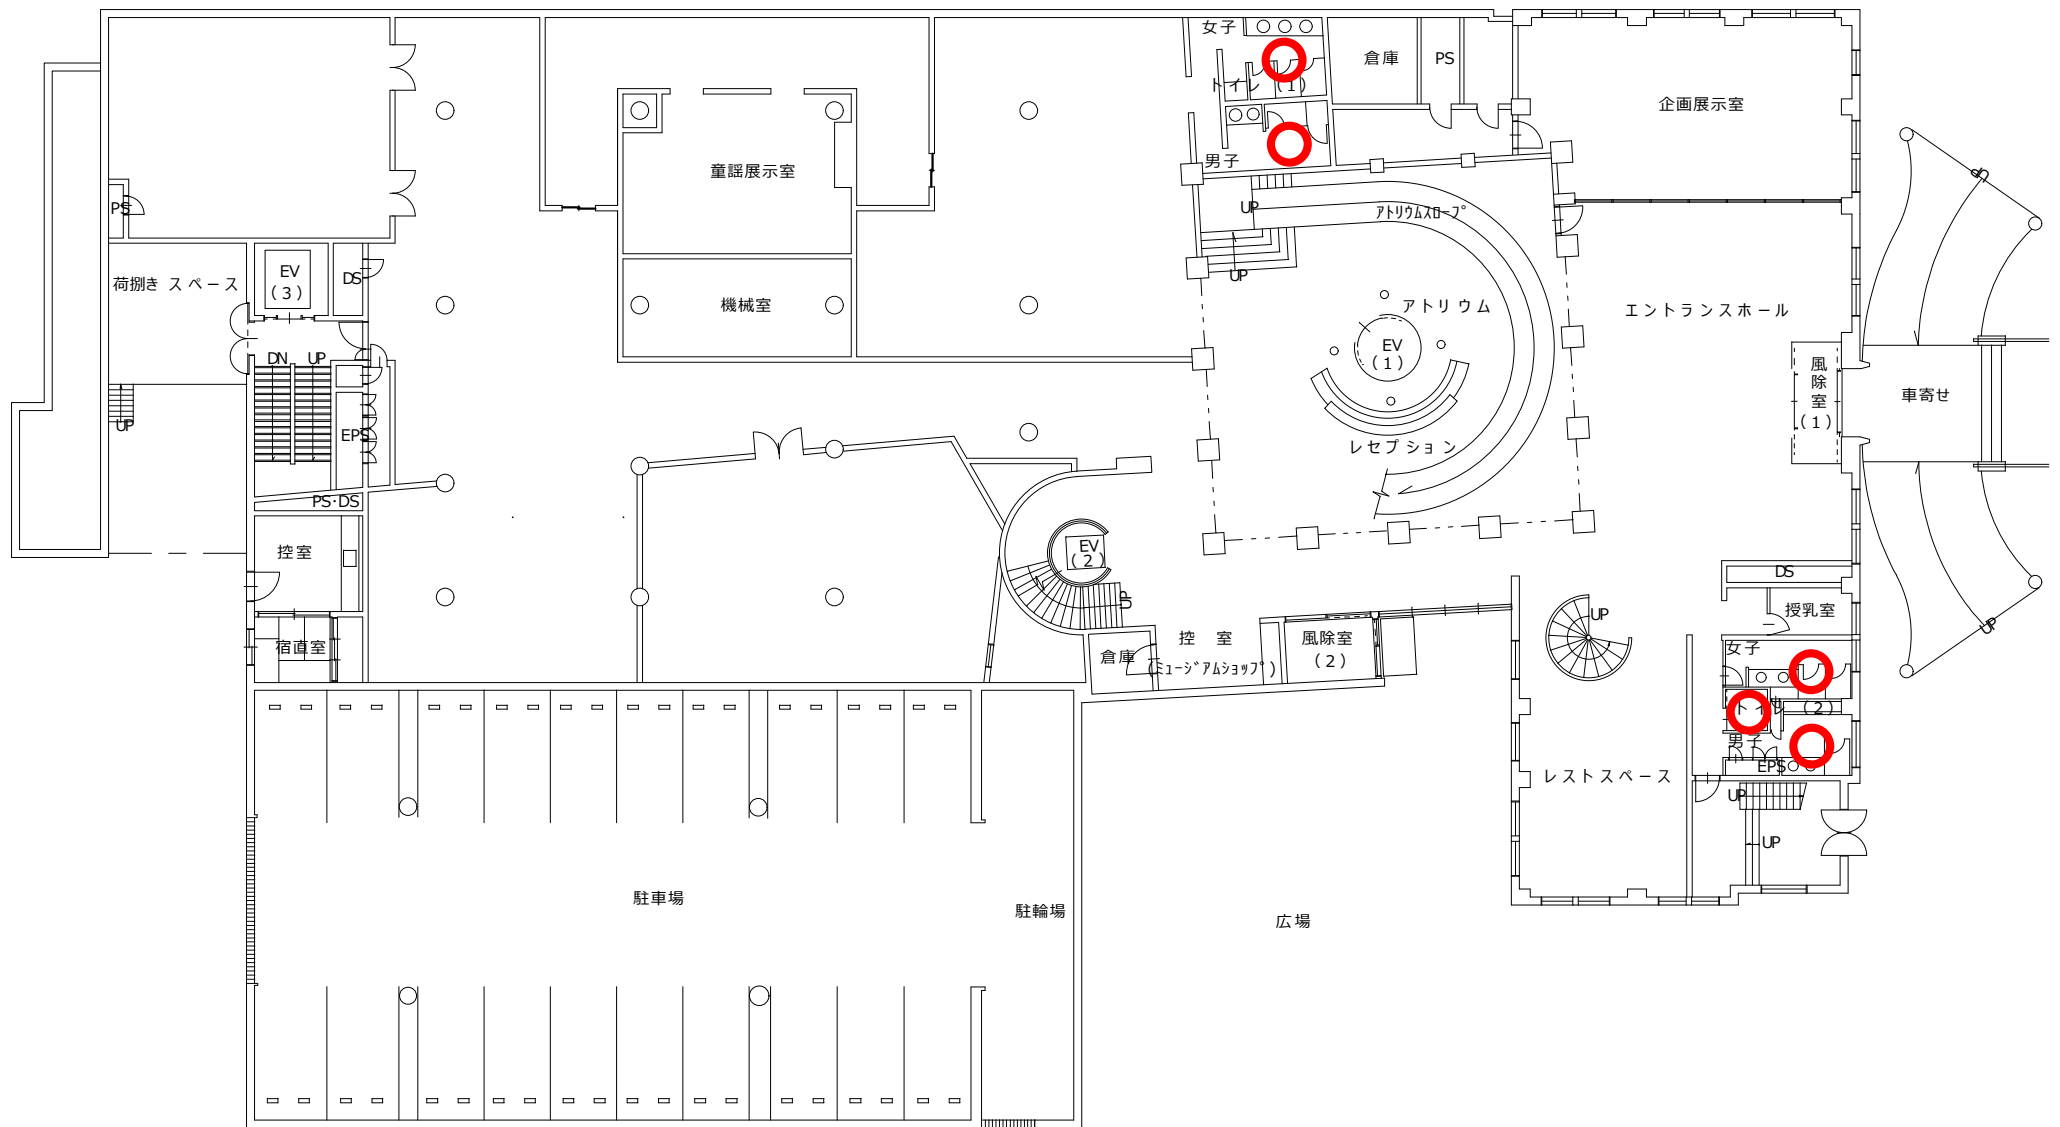 女子
トイレ (1)
男子
倉庫
PS
企画展示室
童謡展示室
PS
UP
アトリウムスロープ
UP
UP
荷捌き スペース
EV
(3)
DS
機械室
アトリウム
エントランスホール
EV
(1)
DN
UP
風除室
(1)
車寄せ
UP
EPS
レセプション
PS・DS
控室
EV
(2)
DS
UP
授乳室
UP
UP
宿直室
倉庫
控 室
(ミュージアムショップ)
風除室
(2)
女子
トイレ (2)
男子
EPS
レストスペース
UP
UP
駐車場
駐輪場
広場